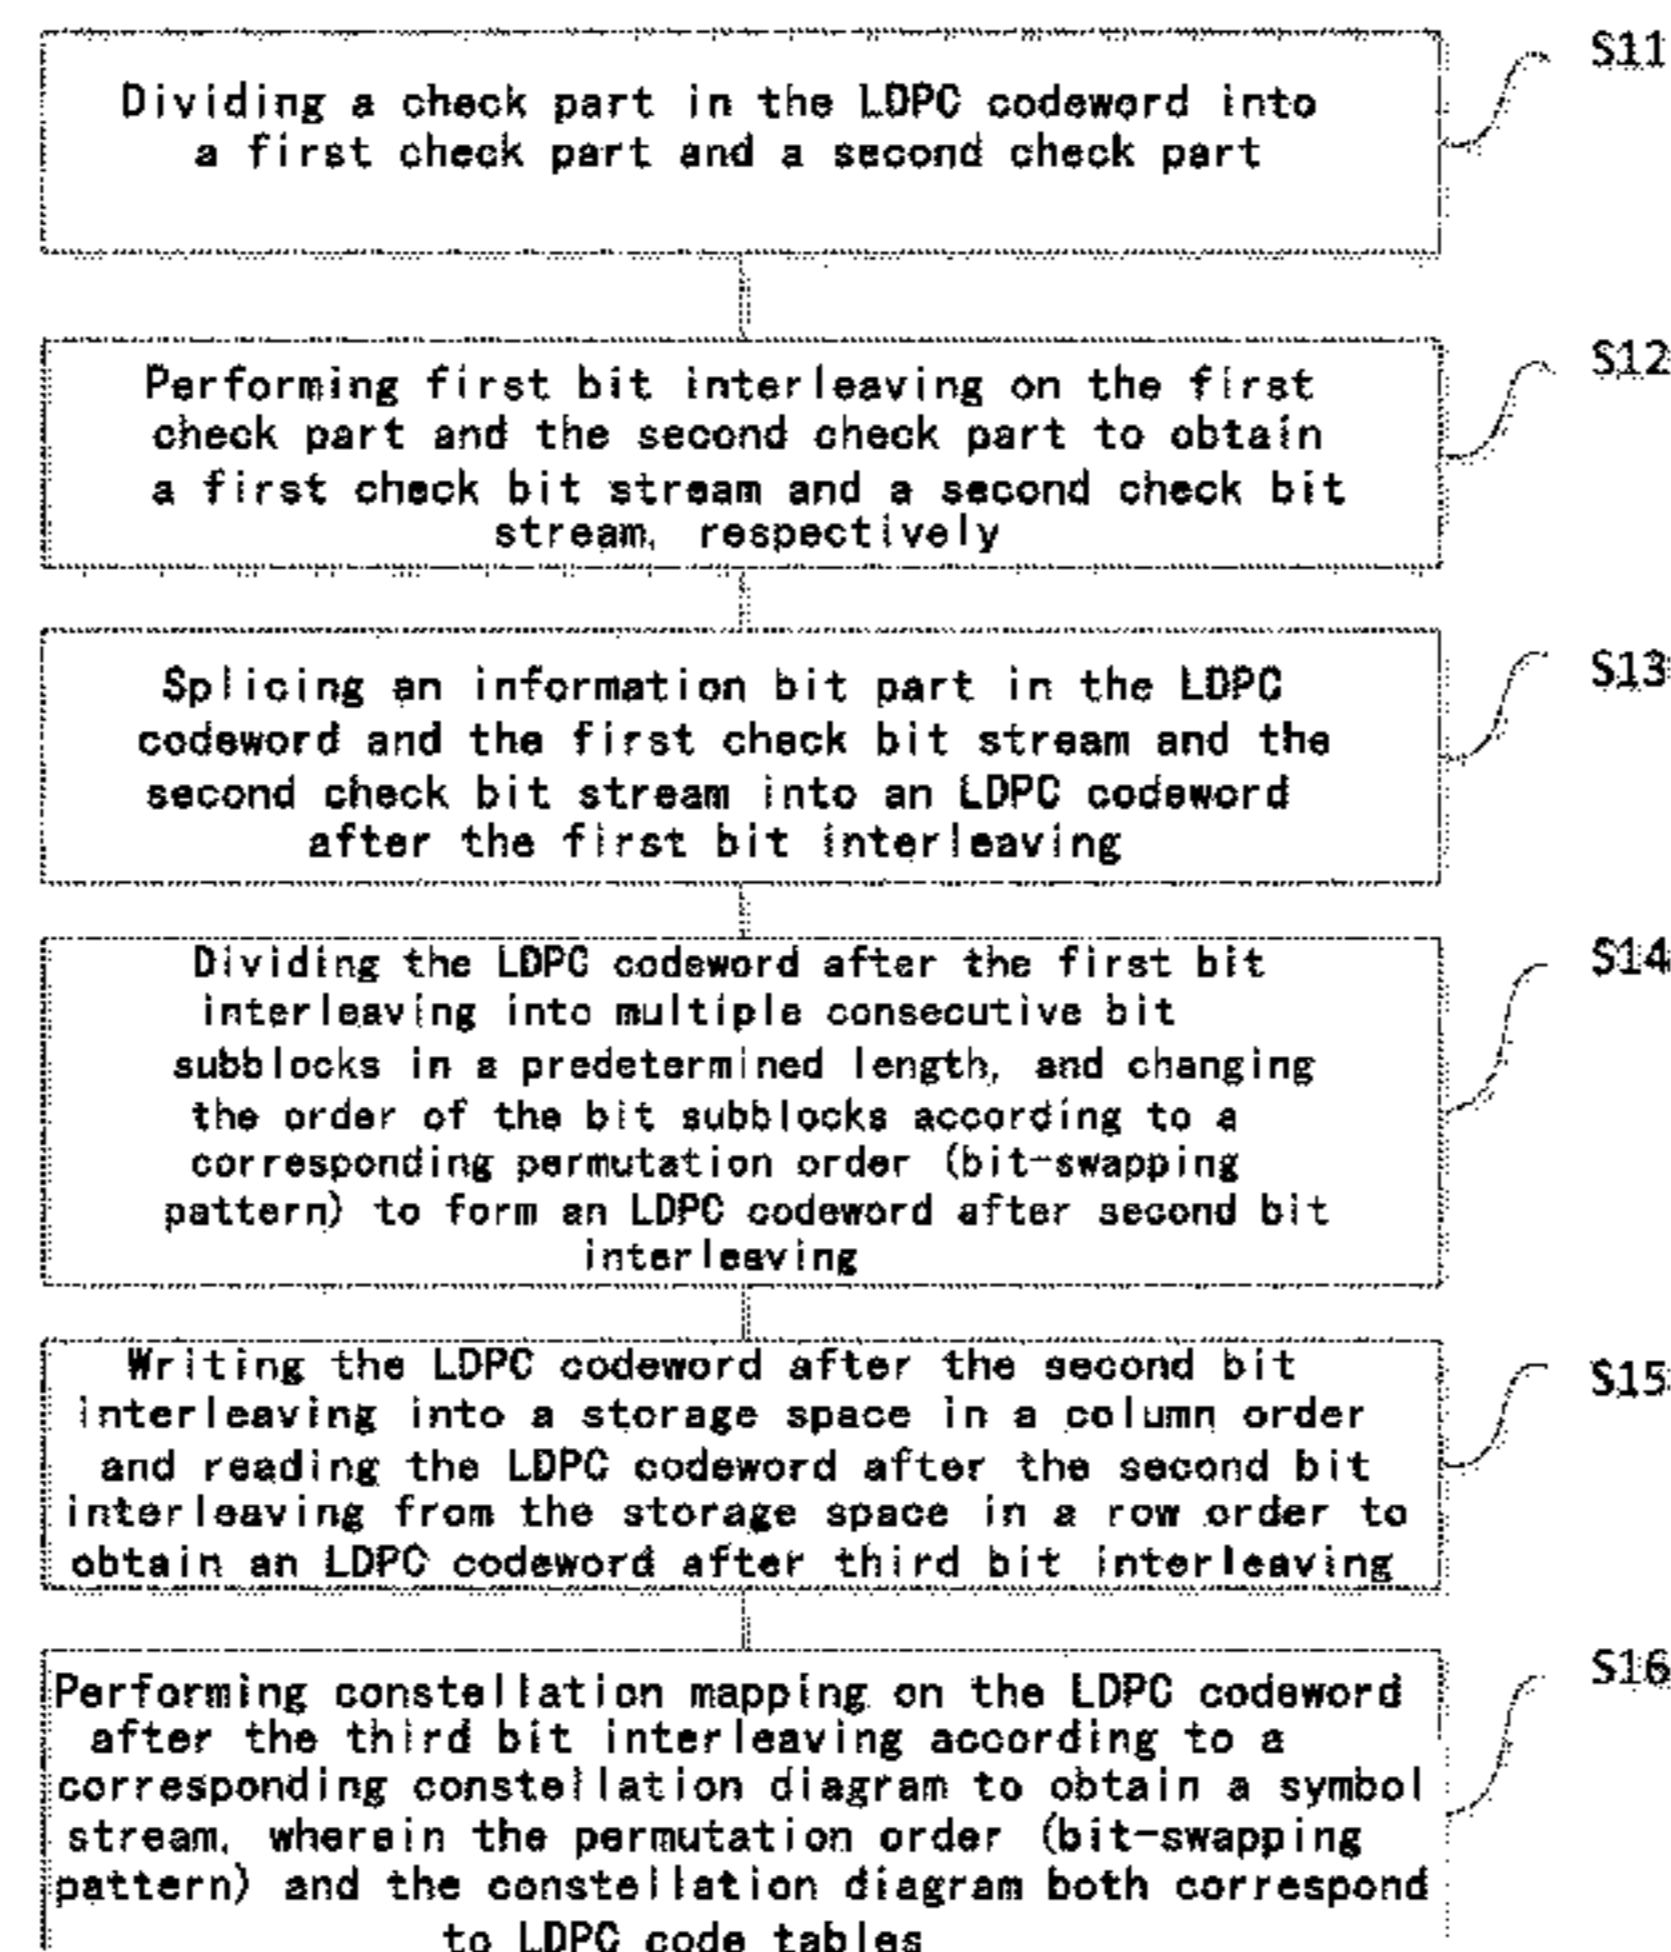 S11
Dividing a check part in the LDPC codeword into
a first check part and a second check part
S12
Performing first bit interleaving on the first
check part and the second check part to obtain
a first check bit stream and a second check bit
stream, respectively
S13
Splicing an information bit part in the LDPC
codeword and the first check bit stream and the
second check bit stream into an LDPC codeword
after the first bit interleaving
S14
Dividing the LDPC codeword after the first bit
interleaving into multiple consecutive bit
subblocks in a predetermined length, and changing
the order of the bit subblocks according to a
corresponding permutation order (bit-swapping
pattern) to form an LDPC codeword after second bit
interleaving
S15
Writing the LDPC codeword after the second bit
interleaving into a storage space in a column order
and reading the LDPC codeword after the second bit
interleaving from the storage space in a row order to
obtain an LDPC codeword after third bit interleaving
S16
Performing constellation mapping on the LDPC codeword
after the third bit interleaving according to a
corresponding constellation diagram to obtain a symbol
stream, wherein the permutation order (bit-swapping
pattern) and the constellation diagram both correspond
to LDPC code tables